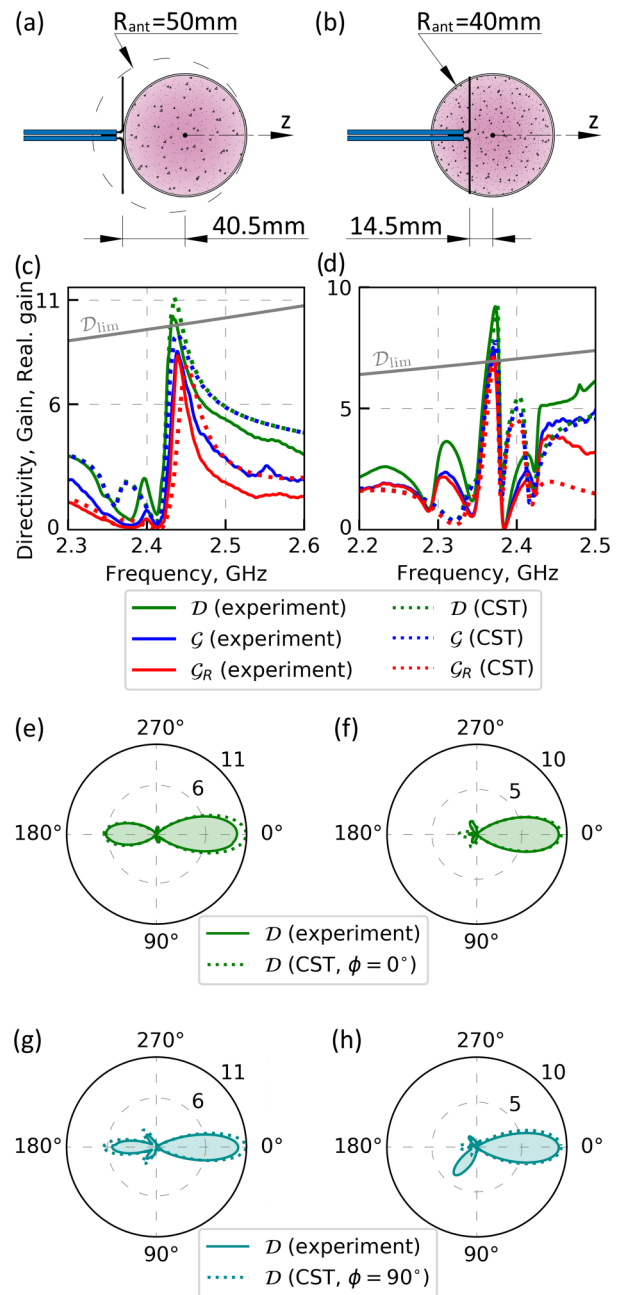 (a)
R_ant=50mm
z
40.5mm
(b)
R_ant=40mm
z
14.5mm
(c)
Directivity, Gain, Real. gain
11
6
0
𝒟_lim
2.3 2.4 2.5 2.6
Frequency, GHz
(d)
10
5
0
𝒟_lim
2.2 2.3 2.4 2.5
Frequency, GHz
𝒟 (experiment)
𝒢 (experiment)
𝒢_R (experiment)
𝒟 (CST)
𝒢 (CST)
𝒢_R (CST)
(e)
270°
11
6
180°
0°
90°
(f)
270°
10
5
180°
0°
90°
𝒟 (experiment)
𝒟 (CST, ϕ = 0°)
(g)
270°
11
6
180°
0°
90°
(h)
270°
10
5
180°
0°
90°
𝒟 (experiment)
𝒟 (CST, ϕ = 90°)